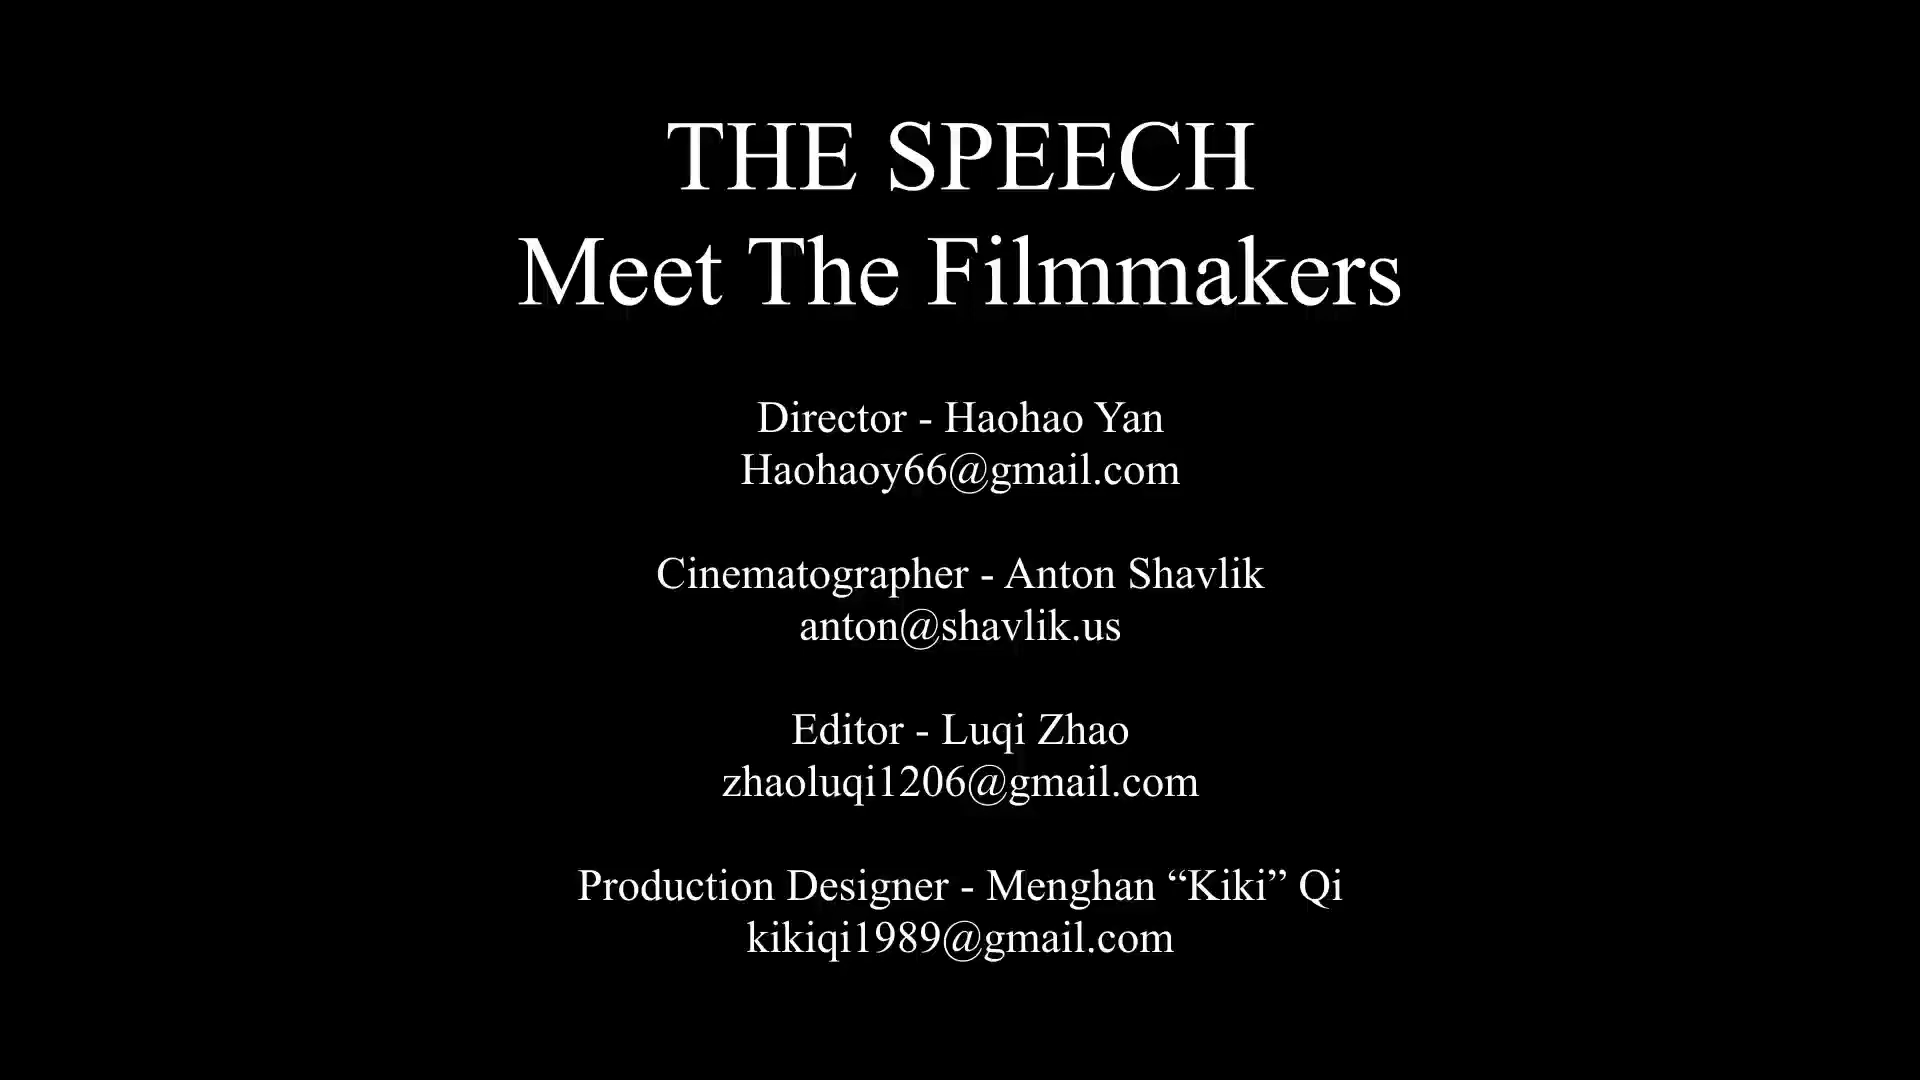 THE SPEECH
Meet The Filmmakers
Director - Haohao Yan
Haohaoy66@gmail.com
Cinematographer - Anton Shavlik
anton@shavlik.us
Editor - Luqi Zhao
zhaoluqi1206@gmail.com
Production Designer - Menghan “Kiki” Qi
kikiqi1989@gmail.com